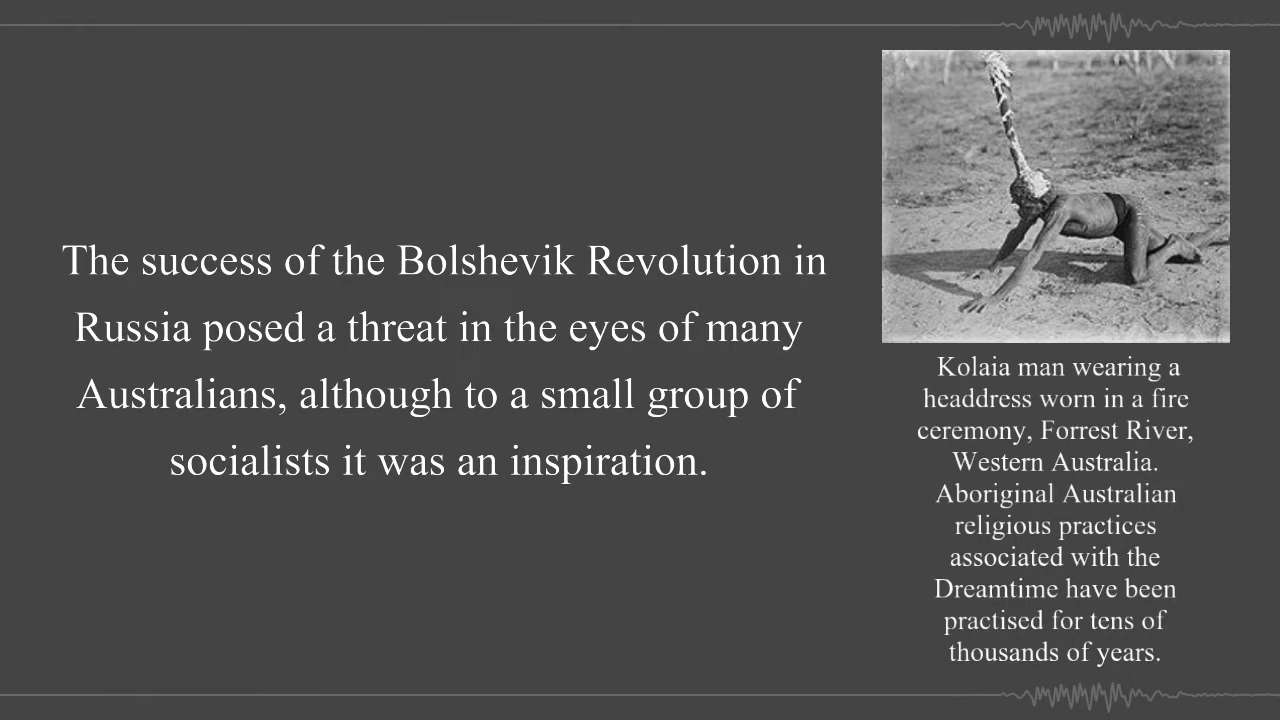 The success of the Bolshevik Revolution in
Russia posed a threat in the eyes of many
Australians, although to a small group of
socialists it was an inspiration.
Kolaia man wearing a
headdress worn in a fire
ceremony, Forrest River,
Western Australia.
Aboriginal Australian
religious practices
associated with the
Dreamtime have been
practised for tens of
thousands of years.